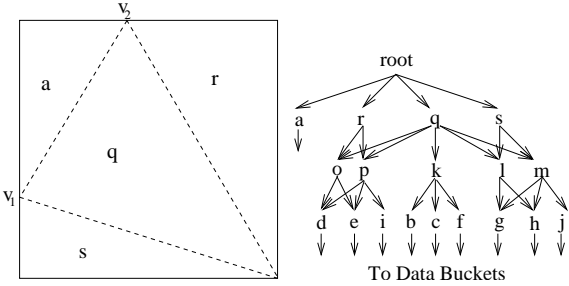 v2
a
r
q
v1
s
root
a r q s
o p k l m
d e i b c f g h j
To Data Buckets